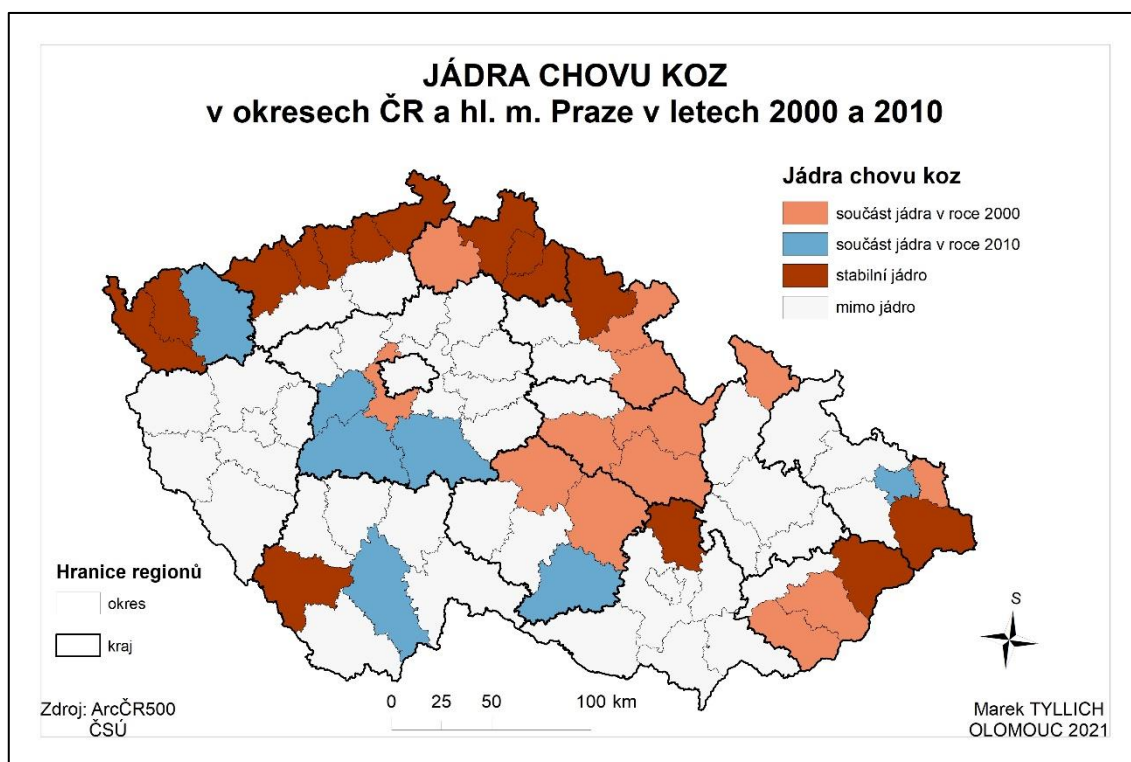 JÁDRA CHOVU KOZ
v okresech ČR a hl. m. Praze v letech 2000 a 2010
Jádra chovu koz
součást jádra v roce 2000
součást jádra v roce 2010
stabilní jádro
mimo jádro
Hranice regionů
okres
kraj
S
0 25 50 100 km
Zdroj: ArcČR500
ČSÚ
Marek TYLLICH
OLOMOUC 2021